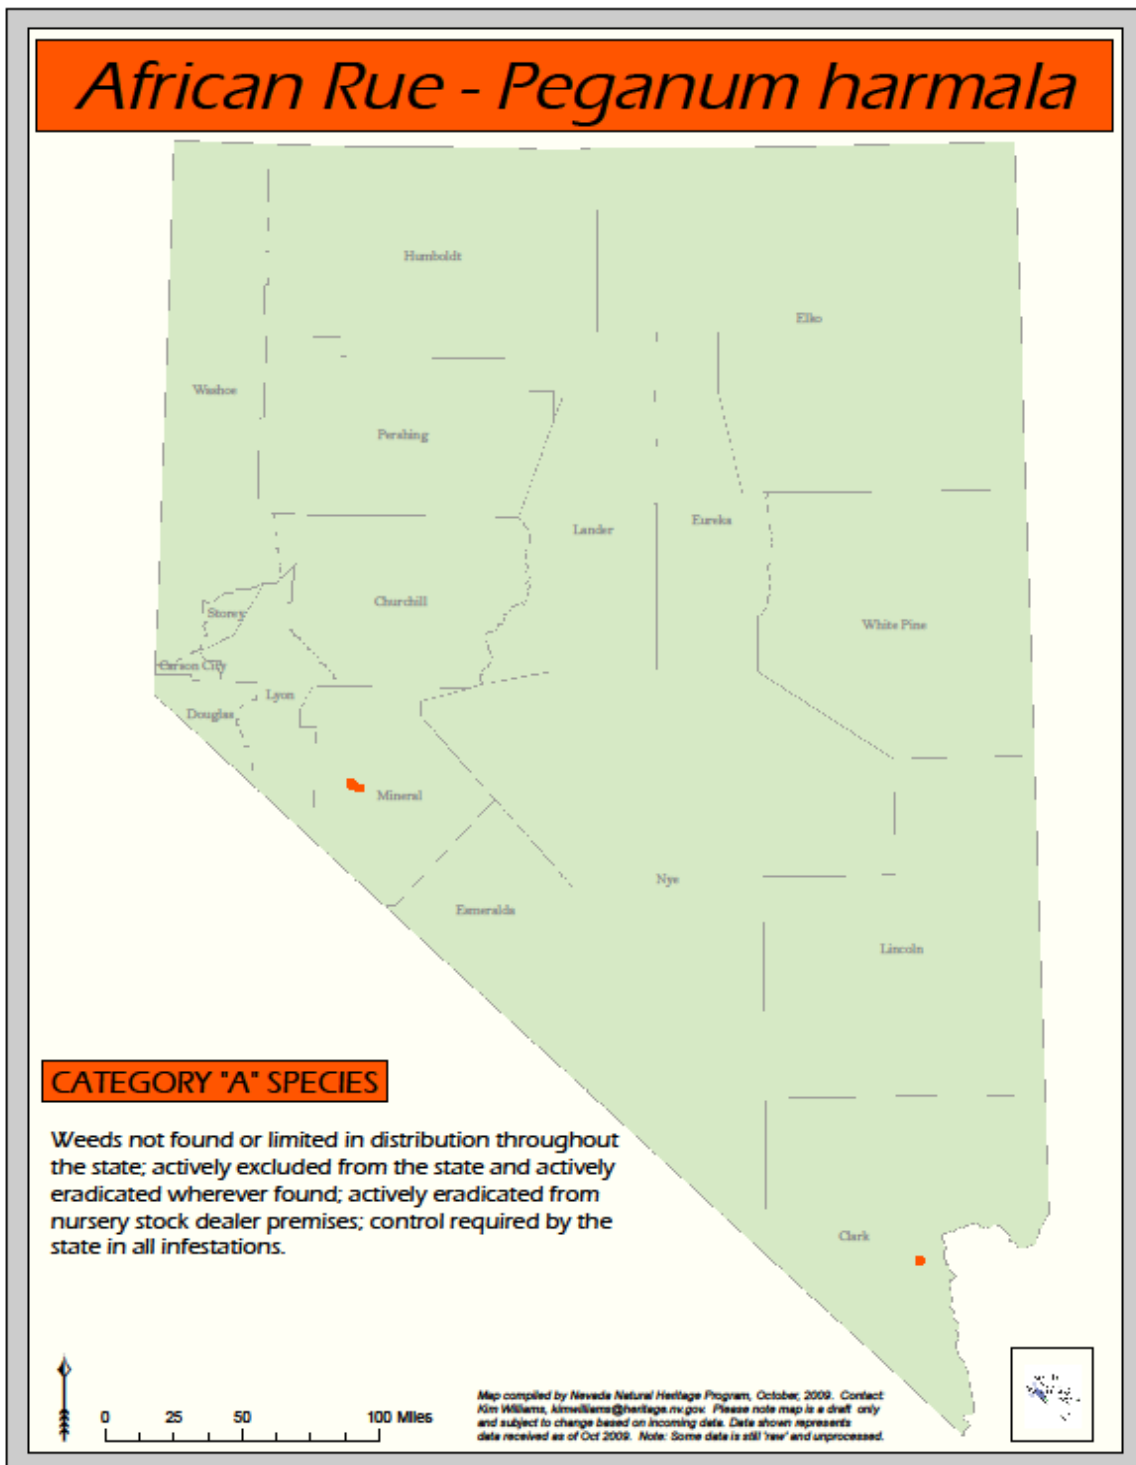 African Rue - Peganum harmala
Humboldt
Elko
Washoe
Pershing
Lander
Eureka
Churchill
Storey
White Pine
Carson City
Lyon
Douglas
Mineral
Nye
Esmeralda
Lincoln
CATEGORY "A" SPECIES
Weeds not found or limited in distribution throughout
the state; actively excluded from the state and actively
eradicated wherever found; actively eradicated from
nursery stock dealer premises; control required by the
state in all infestations.
Clark
0 25 50 100 Miles
Map compiled by Nevada Natural Heritage Program, October, 2009. Contact:
Kim Williams, kimwilliams@heritage.nv.gov. Please note map is a draft only
and subject to change based on incoming data. Data shown represents
data received as of Oct 2009. Note: Some data is still 'raw' and unprocessed.